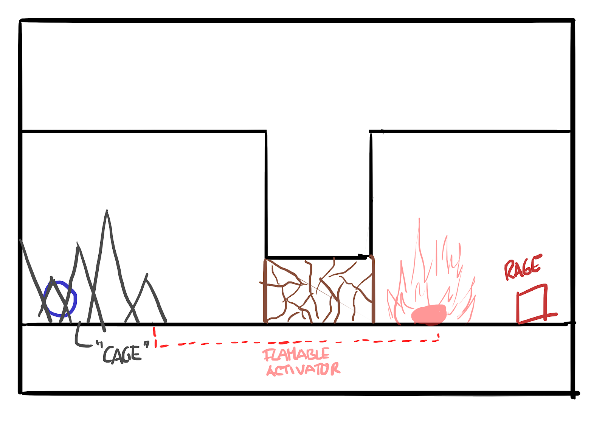 RAGE
"CAGE"
FLAMABLE
ACTIVATOR